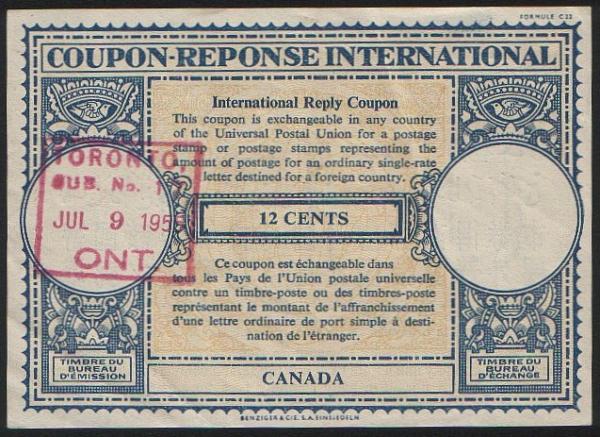 FORMULE C22
COUPON-REPONSE INTERNATIONAL
International Reply Coupon
This coupon is exchangeable in any country
of the Universal Postal Union for a postage
stamp or postage stamps representing the
amount of postage for an ordinary single-rate
letter destined for a foreign country.
TORONTO,
SUB. No. 1
JUL 9 195
ONT
12 CENTS
Ce coupon est échangeable dans
tous les Pays de l'Union postale universelle
contre un timbre-poste ou des timbres-poste
représentant le montant de l'affranchissement
d'une lettre ordinaire de port simple à desti-
nation de l'étranger.
TIMBRE DU
BUREAU
D'ÉMISSION
TIMBRE DU
BUREAU
D'ÉCHANGE
CANADA
BENZIGER & CIE. S.A. EINSIEDELN